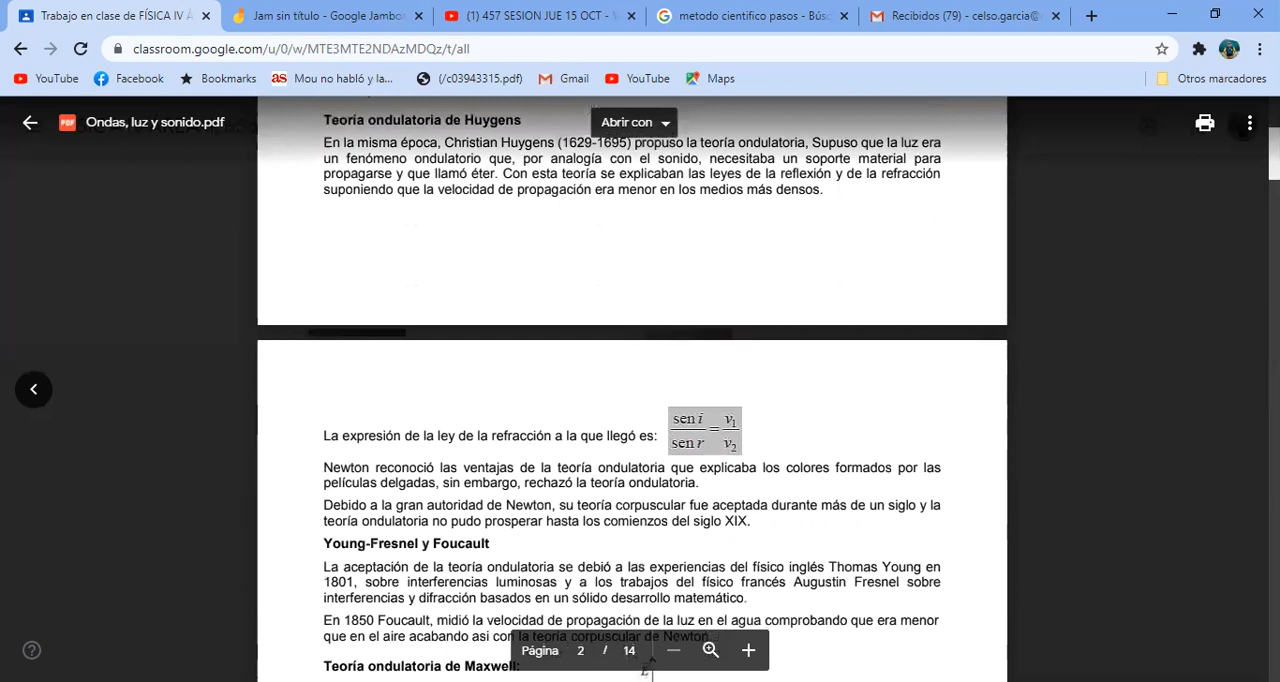 Trabajo en clase de FÍSICA IV Á
Jam sin título - Google Jambo
(1) 457 SESION JUE 15 OCT -
metodo cientifico pasos - Bús
Recibidos (79) - celso.garcia@
classroom.google.com/u/0/w/MTE3MTE2NDAzMDQz/t/all
YouTube
Facebook
Bookmarks
as
Mou no habló y la...
(/c03943315.pdf)
Gmail
YouTube
Maps
Otros marcadores
PDF
Ondas, luz y sonido.pdf
Abrir con
Teoría ondulatoria de Huygens
En la misma época, Christian Huygens (1629-1695) propuso la teoría ondulatoria, Supuso que la luz era
un fenómeno ondulatorio que, por analogía con el sonido, necesitaba un soporte material para
propagarse y que llamó éter. Con esta teoría se explicaban las leyes de la reflexión y de la refracción
suponiendo que la velocidad de propagación era menor en los medios más densos.
La expresión de la ley de la refracción a la que llegó es: sen i / sen r = v1 / v2
Newton reconoció las ventajas de la teoría ondulatoria que explicaba los colores formados por las
películas delgadas, sin embargo, rechazó la teoría ondulatoria.
Debido a la gran autoridad de Newton, su teoría corpuscular fue aceptada durante más de un siglo y la
teoría ondulatoria no pudo prosperar hasta los comienzos del siglo XIX.
Young-Fresnel y Foucault
La aceptación de la teoría ondulatoria se debió a las experiencias del físico inglés Thomas Young en
1801, sobre interferencias luminosas y a los trabajos del físico francés Augustin Fresnel sobre
interferencias y difracción basados en un sólido desarrollo matemático.
En 1850 Foucault, midió la velocidad de propagación de la luz en el agua comprobando que era menor
que en el aire acabando asi con la teoría corpuscular de Newton.
Página 2 / 14
Teoría ondulatoria de Maxwell:
E